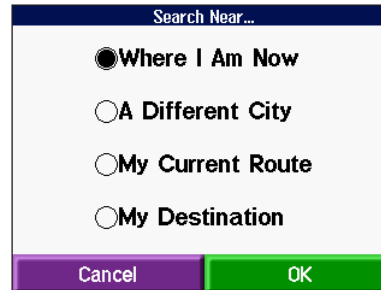 Search Near...
Where I Am Now
A Different City
My Current Route
My Destination
Cancel OK